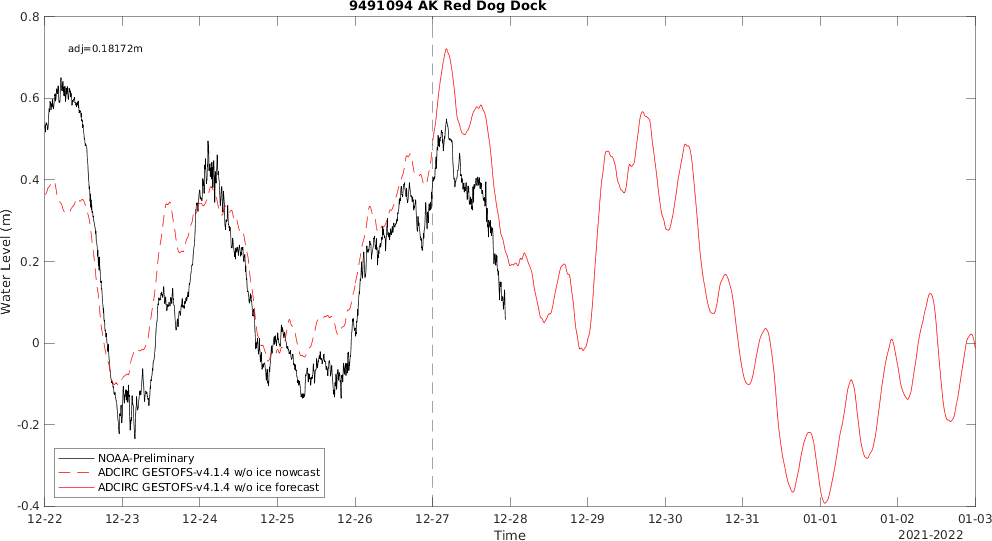 9491094 AK Red Dog Dock
adj=0.18172m
Water Level (m)
0.8
0.6
0.4
0.2
0
-0.2
-0.4
NOAA-Preliminary
ADCIRC GESTOFS-v4.1.4 w/o ice nowcast
ADCIRC GESTOFS-v4.1.4 w/o ice forecast
12-22 12-23 12-24 12-25 12-26 12-27 12-28 12-29 12-30 12-31 01-01 01-02 01-03
Time
2021-2022